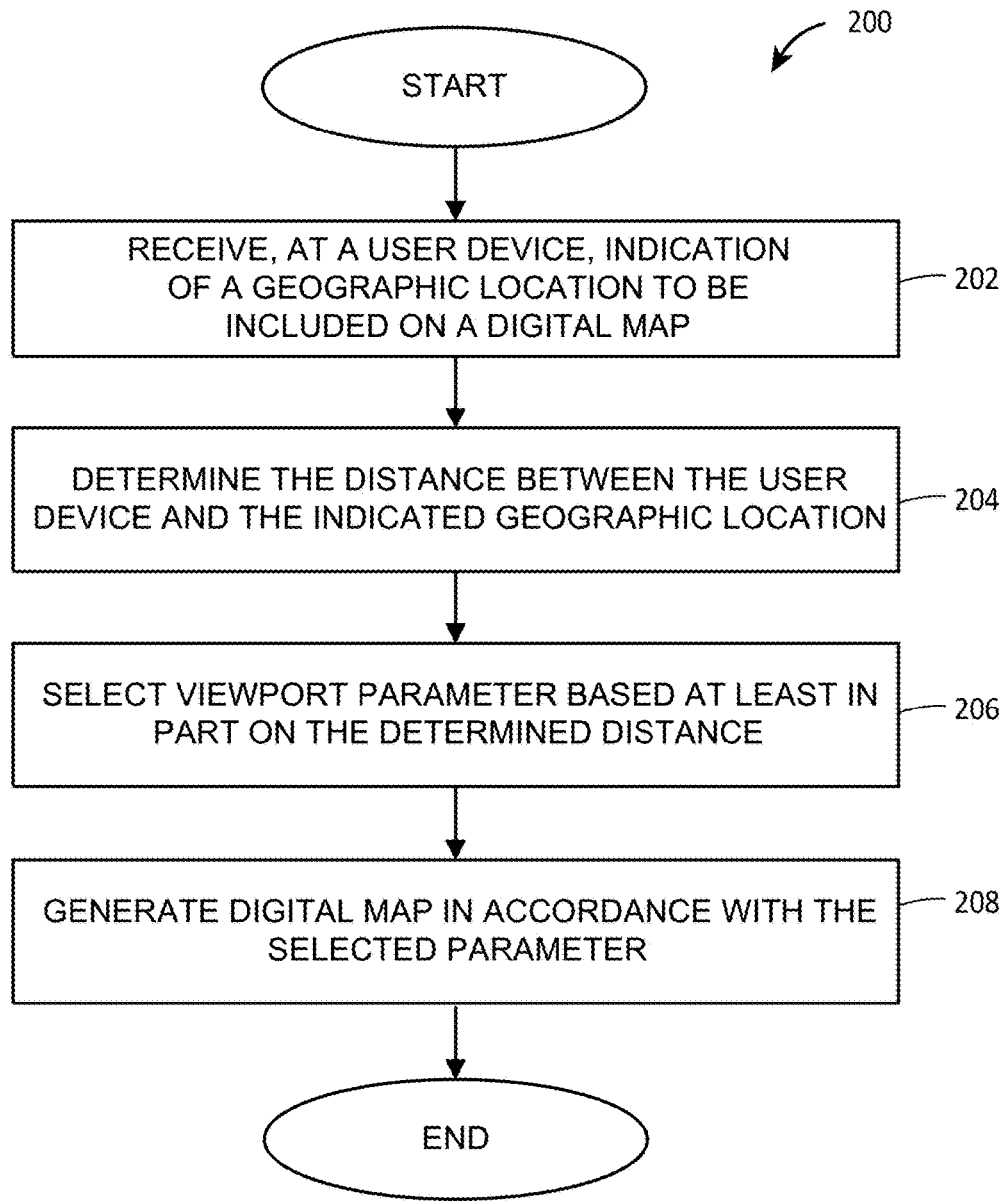 200
START
RECEIVE, AT A USER DEVICE, INDICATION
OF A GEOGRAPHIC LOCATION TO BE
INCLUDED ON A DIGITAL MAP
202
DETERMINE THE DISTANCE BETWEEN THE USER
DEVICE AND THE INDICATED GEOGRAPHIC LOCATION
204
SELECT VIEWPORT PARAMETER BASED AT LEAST IN
PART ON THE DETERMINED DISTANCE
206
GENERATE DIGITAL MAP IN ACCORDANCE WITH THE
SELECTED PARAMETER
208
END